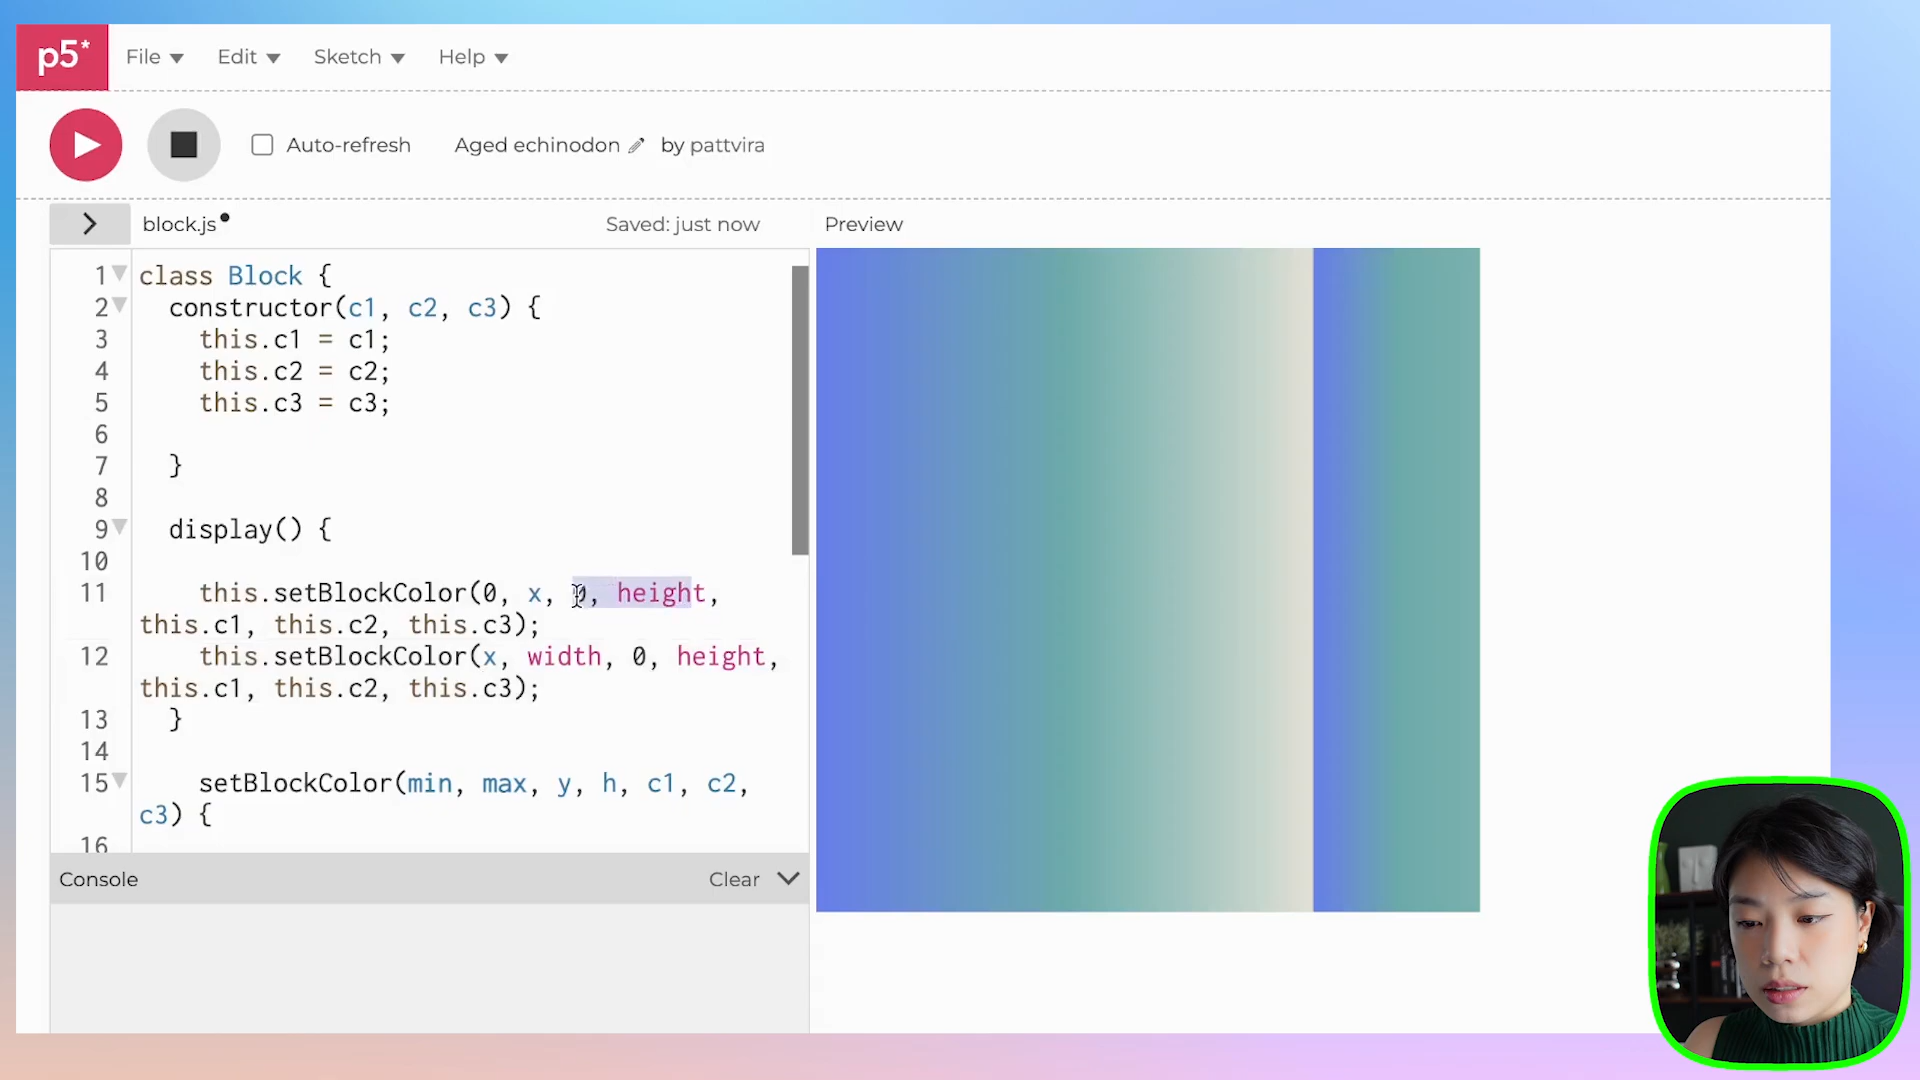 p5*
File Edit Sketch Help
Auto-refresh Aged echinodon by pattvira
block.js Saved: just now Preview
1 class Block {
2 constructor(c1, c2, c3) {
3 this.c1 = c1;
4 this.c2 = c2;
5 this.c3 = c3;
6
7 }
8
9 display() {
10
11 this.setBlockColor(0, x, 0, height,
this.c1, this.c2, this.c3);
12 this.setBlockColor(x, width, 0, height,
this.c1, this.c2, this.c3);
13 }
14
15 setBlockColor(min, max, y, h, c1, c2,
c3) {
16
Console Clear